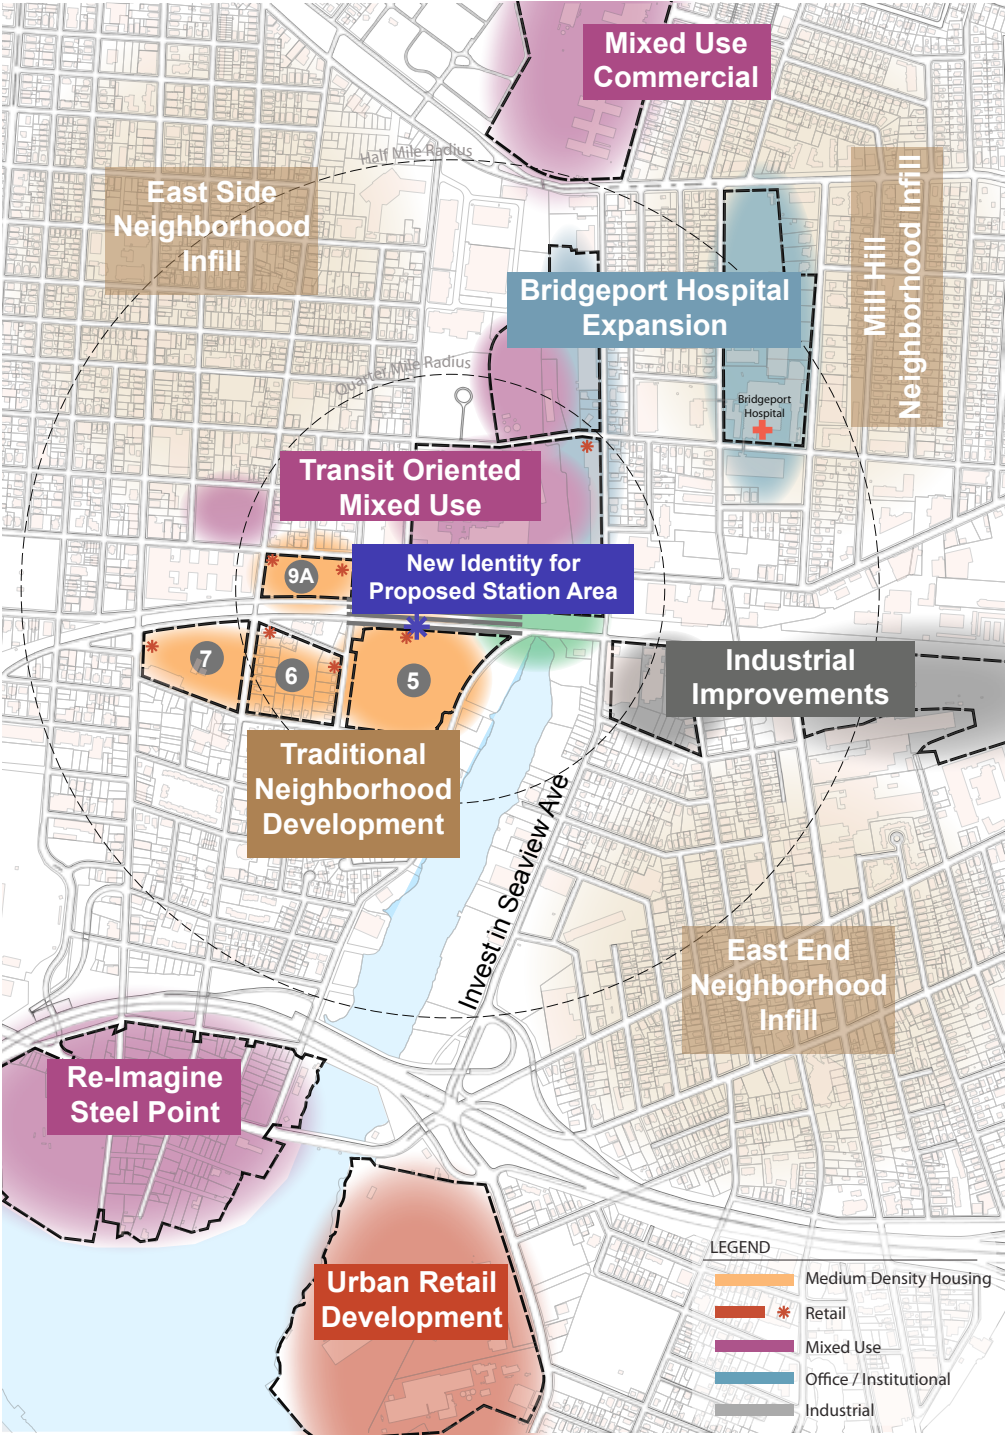 Mixed Use
Commercial
Half Mile Radius
East Side
Neighborhood
Infill
Mill Hill
Neighborhood Infill
Bridgeport Hospital
Expansion
Quarter Mile Radius
Bridgeport
Hospital
Transit Oriented
Mixed Use
New Identity for
Proposed Station Area
9A
7
6
5
Industrial
Improvements
Traditional
Neighborhood
Development
Invest in Seaview Ave
East End
Neighborhood
Infill
Re-Imagine
Steel Point
Urban Retail
Development
LEGEND
Medium Density Housing
Retail
Mixed Use
Office / Institutional
Industrial